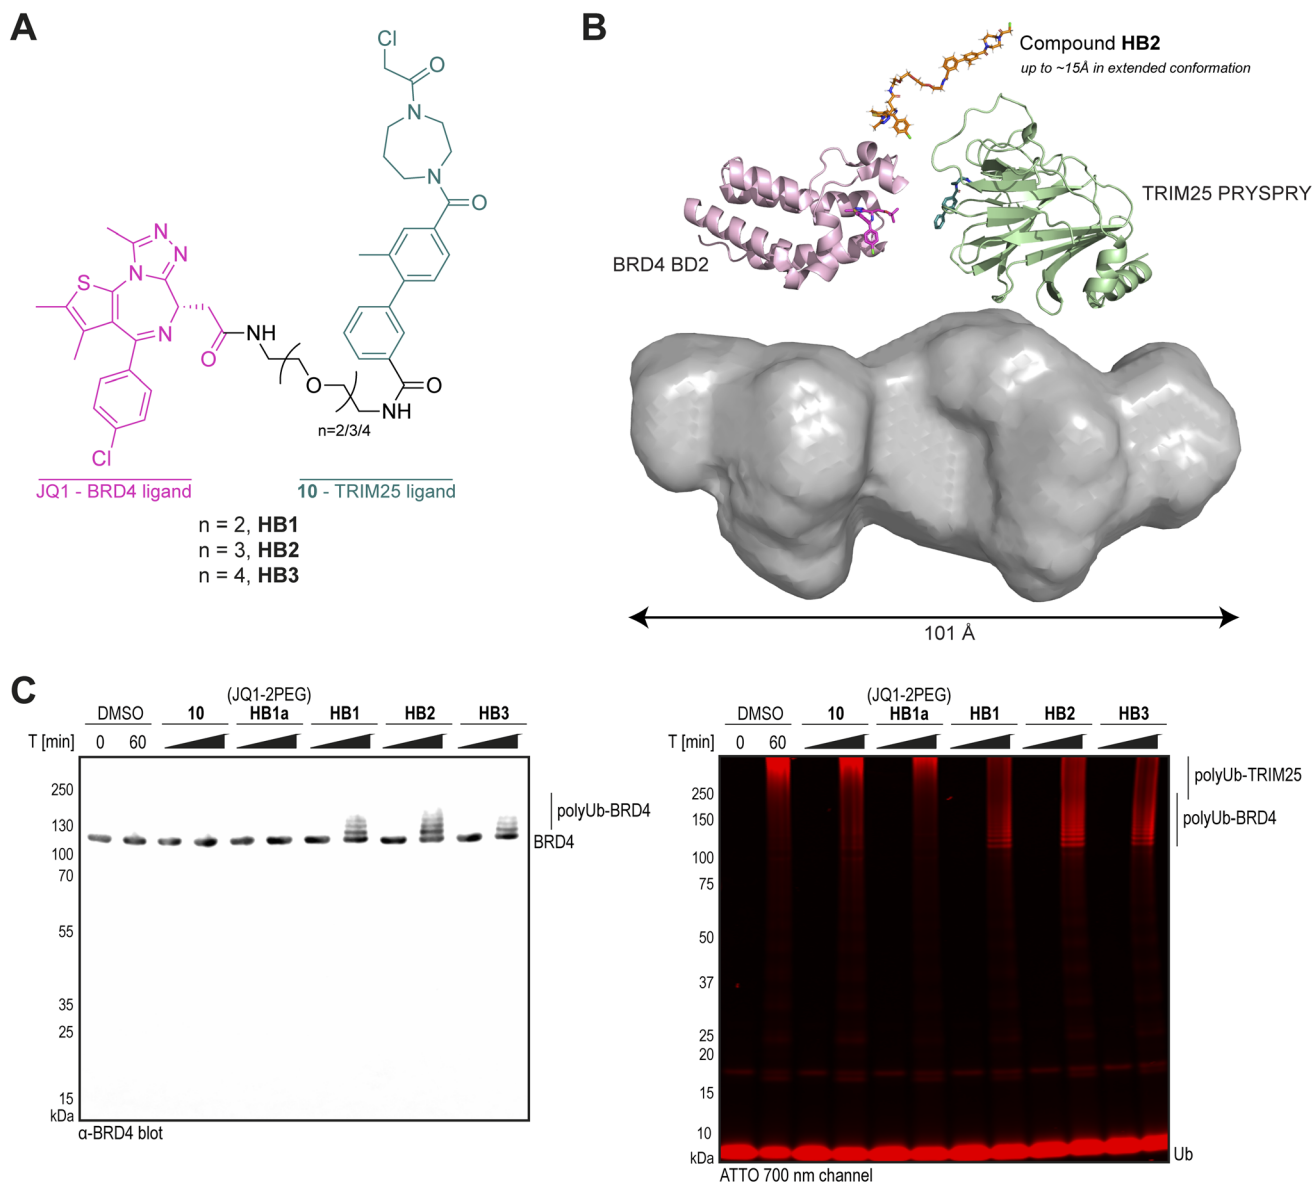 A
Cl
O
N
N
O
N
N
N
S
N
O
NH
O
O
NH
n=2/3/4
Cl
JQ1 - BRD4 ligand
10 - TRIM25 ligand
n = 2, HB1
n = 3, HB2
n = 4, HB3
B
Compound HB2
up to ~15Å in extended conformation
TRIM25 PRYSPRY
BRD4 BD2
101 Å
C
(JQ1-2PEG)
DMSO 10 HB1a HB1 HB2 HB3
T [min] 0 60
250
130
100
70
55
35
25
15
kDa
polyUb-BRD4
BRD4
α-BRD4 blot
(JQ1-2PEG)
DMSO 10 HB1a HB1 HB2 HB3
T [min] 0 60
250
150
100
75
50
37
25
20
15
10
kDa
polyUb-TRIM25
polyUb-BRD4
Ub
ATTO 700 nm channel